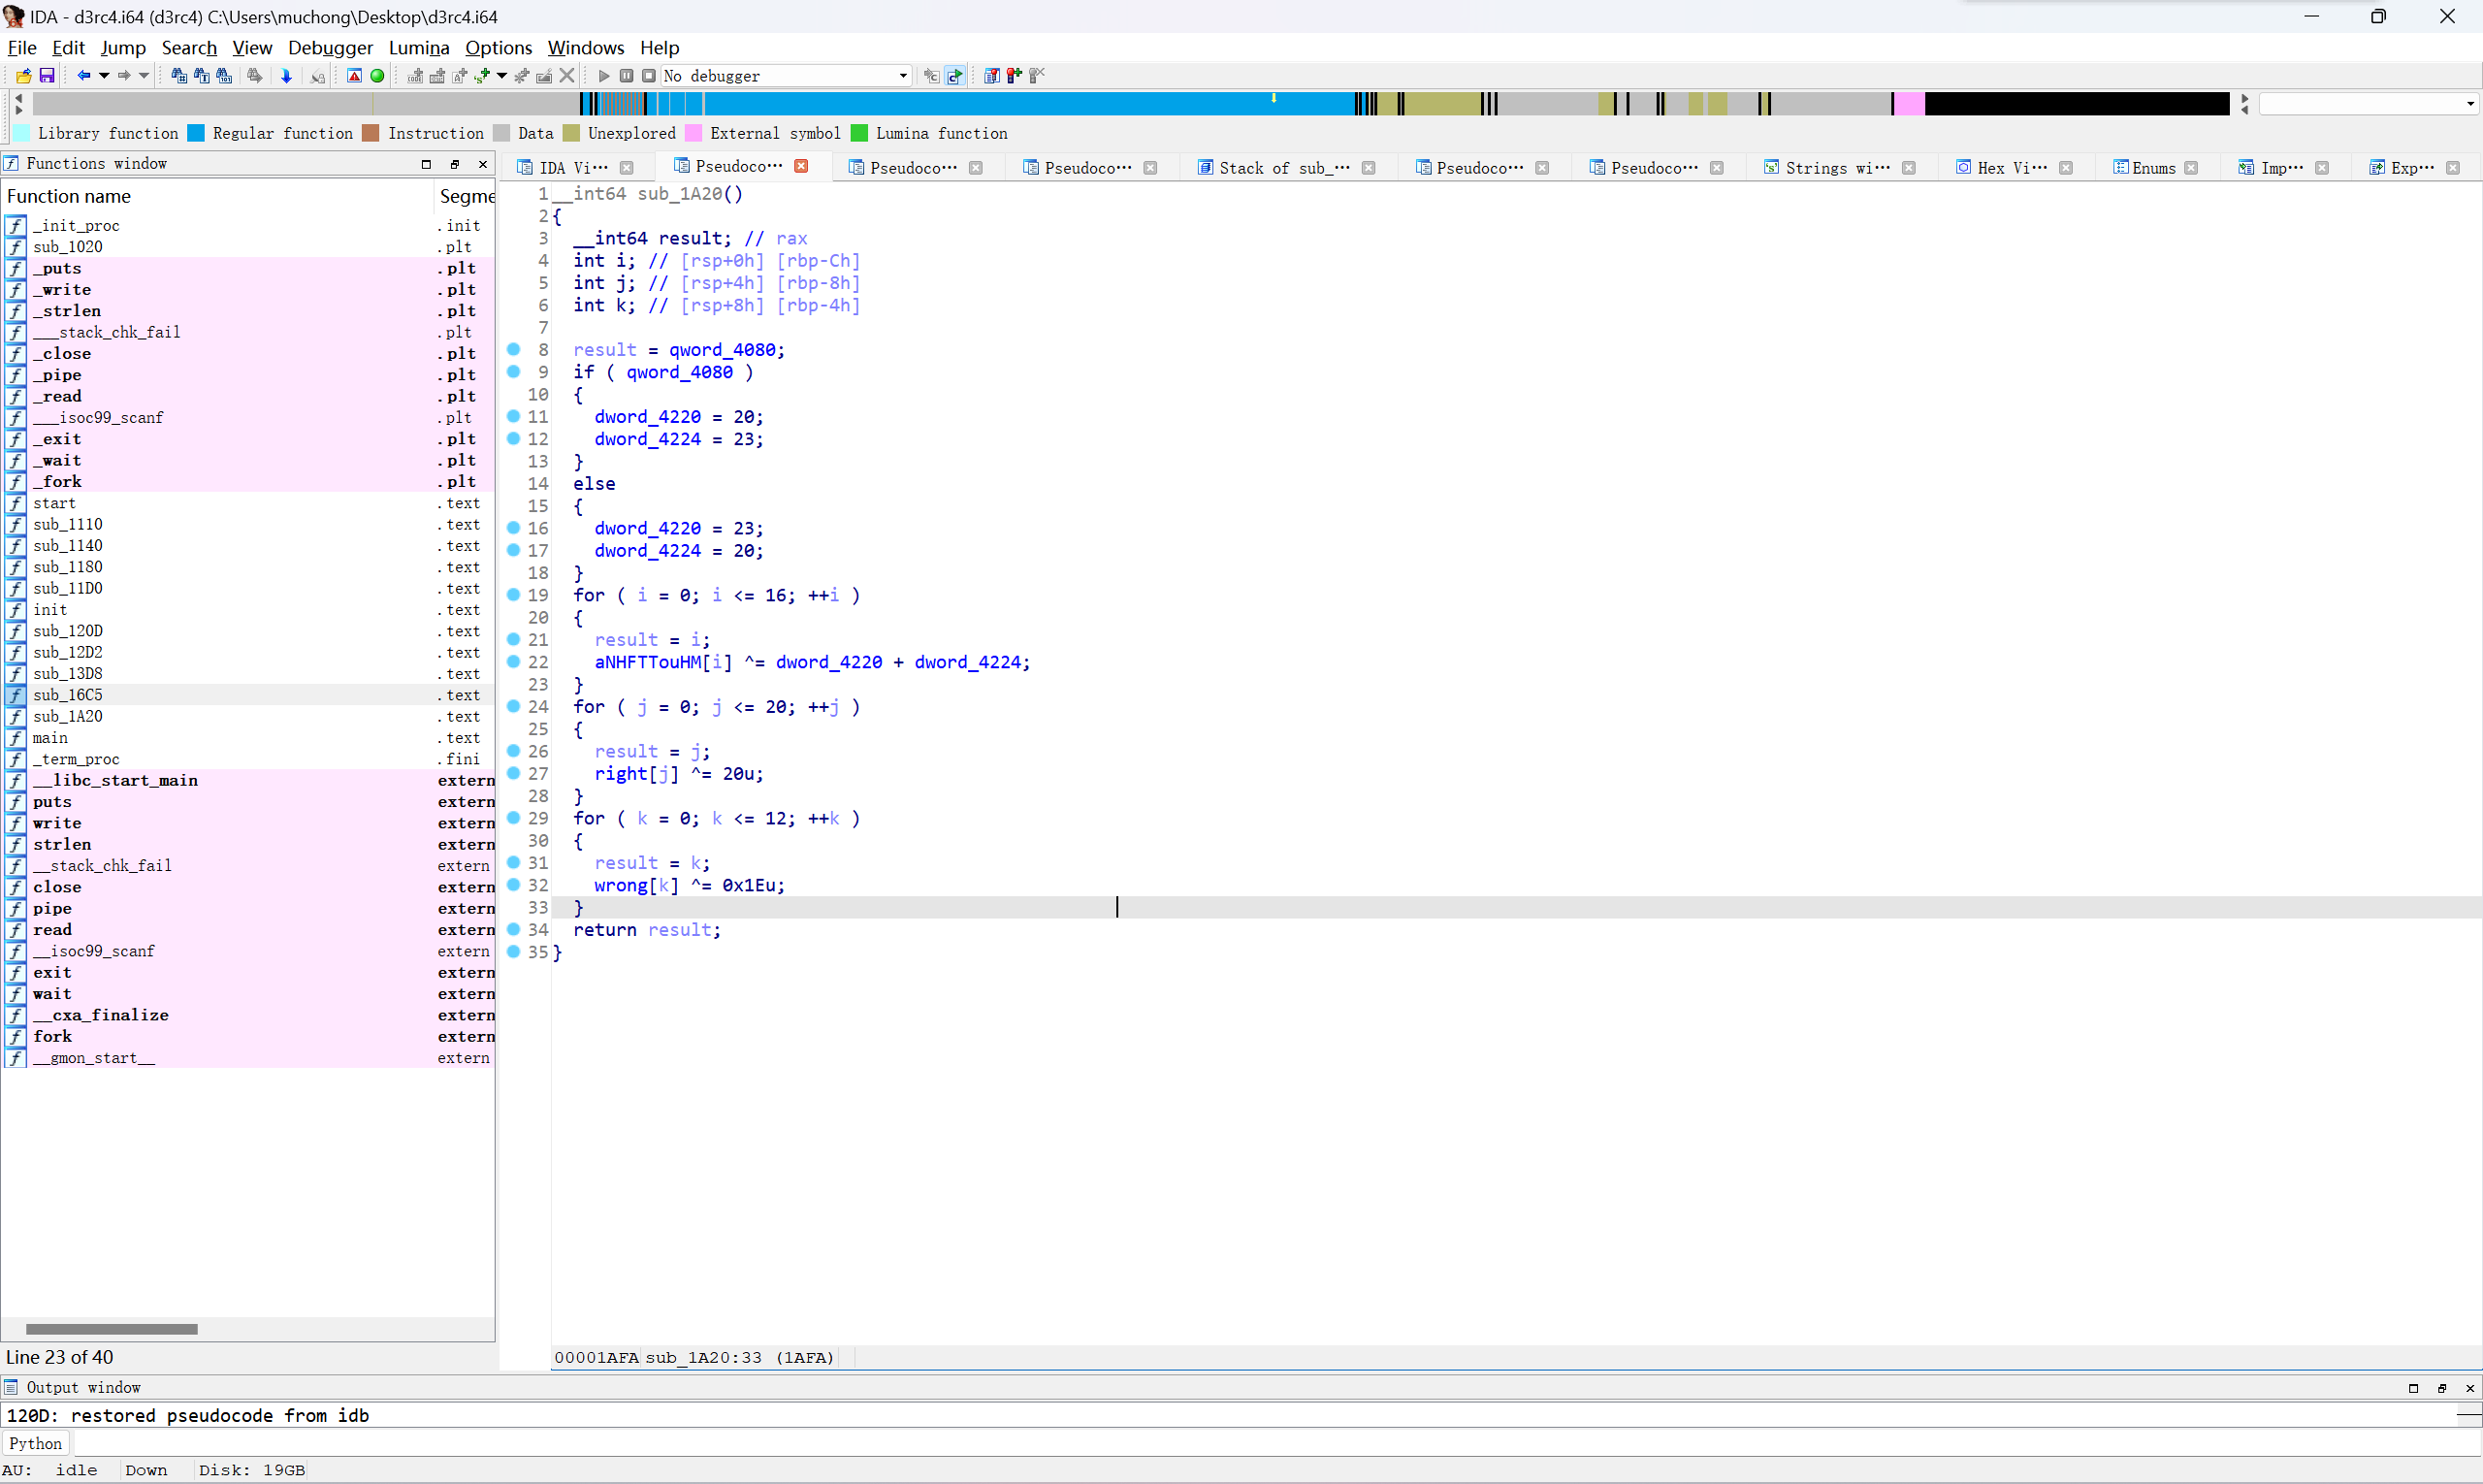 IDA - d3rc4.i64 (d3rc4) C:\Users\muchong\Desktop\d3rc4.i64
File Edit Jump Search View Debugger Lumina Options Windows Help
No debugger
Library function Regular function Instruction Data Unexplored External symbol Lumina function
Functions window
IDA Vi··· Pseudoco··· Pseudoco··· Pseudoco··· Stack of sub_··· Pseudoco··· Pseudoco··· Strings wi··· Hex Vi··· Enums Imp··· Exp···
Function name Segme
_init_proc .init
sub_1020 .plt
_puts .plt
_write .plt
_strlen .plt
___stack_chk_fail .plt
_close .plt
_pipe .plt
_read .plt
___isoc99_scanf .plt
_exit .plt
_wait .plt
_fork .plt
start .text
sub_1110 .text
sub_1140 .text
sub_1180 .text
sub_11D0 .text
init .text
sub_120D .text
sub_12D2 .text
sub_13D8 .text
sub_16C5 .text
sub_1A20 .text
main .text
_term_proc .fini
__libc_start_main extern
puts extern
write extern
strlen extern
__stack_chk_fail extern
close extern
pipe extern
read extern
__isoc99_scanf extern
exit extern
wait extern
__cxa_finalize extern
fork extern
__gmon_start__ extern
Line 23 of 40
1 __int64 sub_1A20()
2 {
3 __int64 result; // rax
4 int i; // [rsp+0h] [rbp-Ch]
5 int j; // [rsp+4h] [rbp-8h]
6 int k; // [rsp+8h] [rbp-4h]
7
8 result = qword_4080;
9 if ( qword_4080 )
10 {
11 dword_4220 = 20;
12 dword_4224 = 23;
13 }
14 else
15 {
16 dword_4220 = 23;
17 dword_4224 = 20;
18 }
19 for ( i = 0; i <= 16; ++i )
20 {
21 result = i;
22 aNHFTTouHM[i] ^= dword_4220 + dword_4224;
23 }
24 for ( j = 0; j <= 20; ++j )
25 {
26 result = j;
27 right[j] ^= 20u;
28 }
29 for ( k = 0; k <= 12; ++k )
30 {
31 result = k;
32 wrong[k] ^= 0x1Eu;
33 }
34 return result;
35 }
00001AFA sub_1A20:33 (1AFA)
Output window
120D: restored pseudocode from idb
Python
AU: idle Down Disk: 19GB